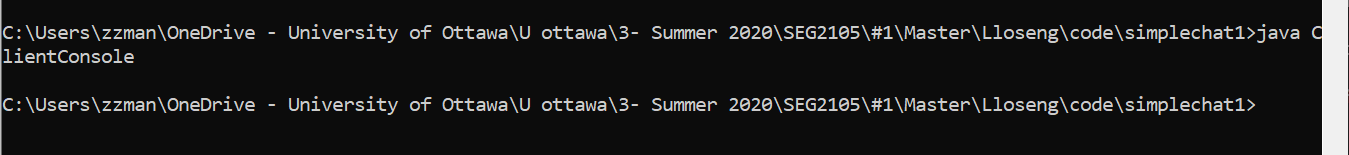 C:\Users\zzman\OneDrive - University of Ottawa\U ottawa\3- Summer 2020\SEG2105\#1\Master\Lloseng\code\simplechat1>java C
lientConsole
C:\Users\zzman\OneDrive - University of Ottawa\U ottawa\3- Summer 2020\SEG2105\#1\Master\Lloseng\code\simplechat1>